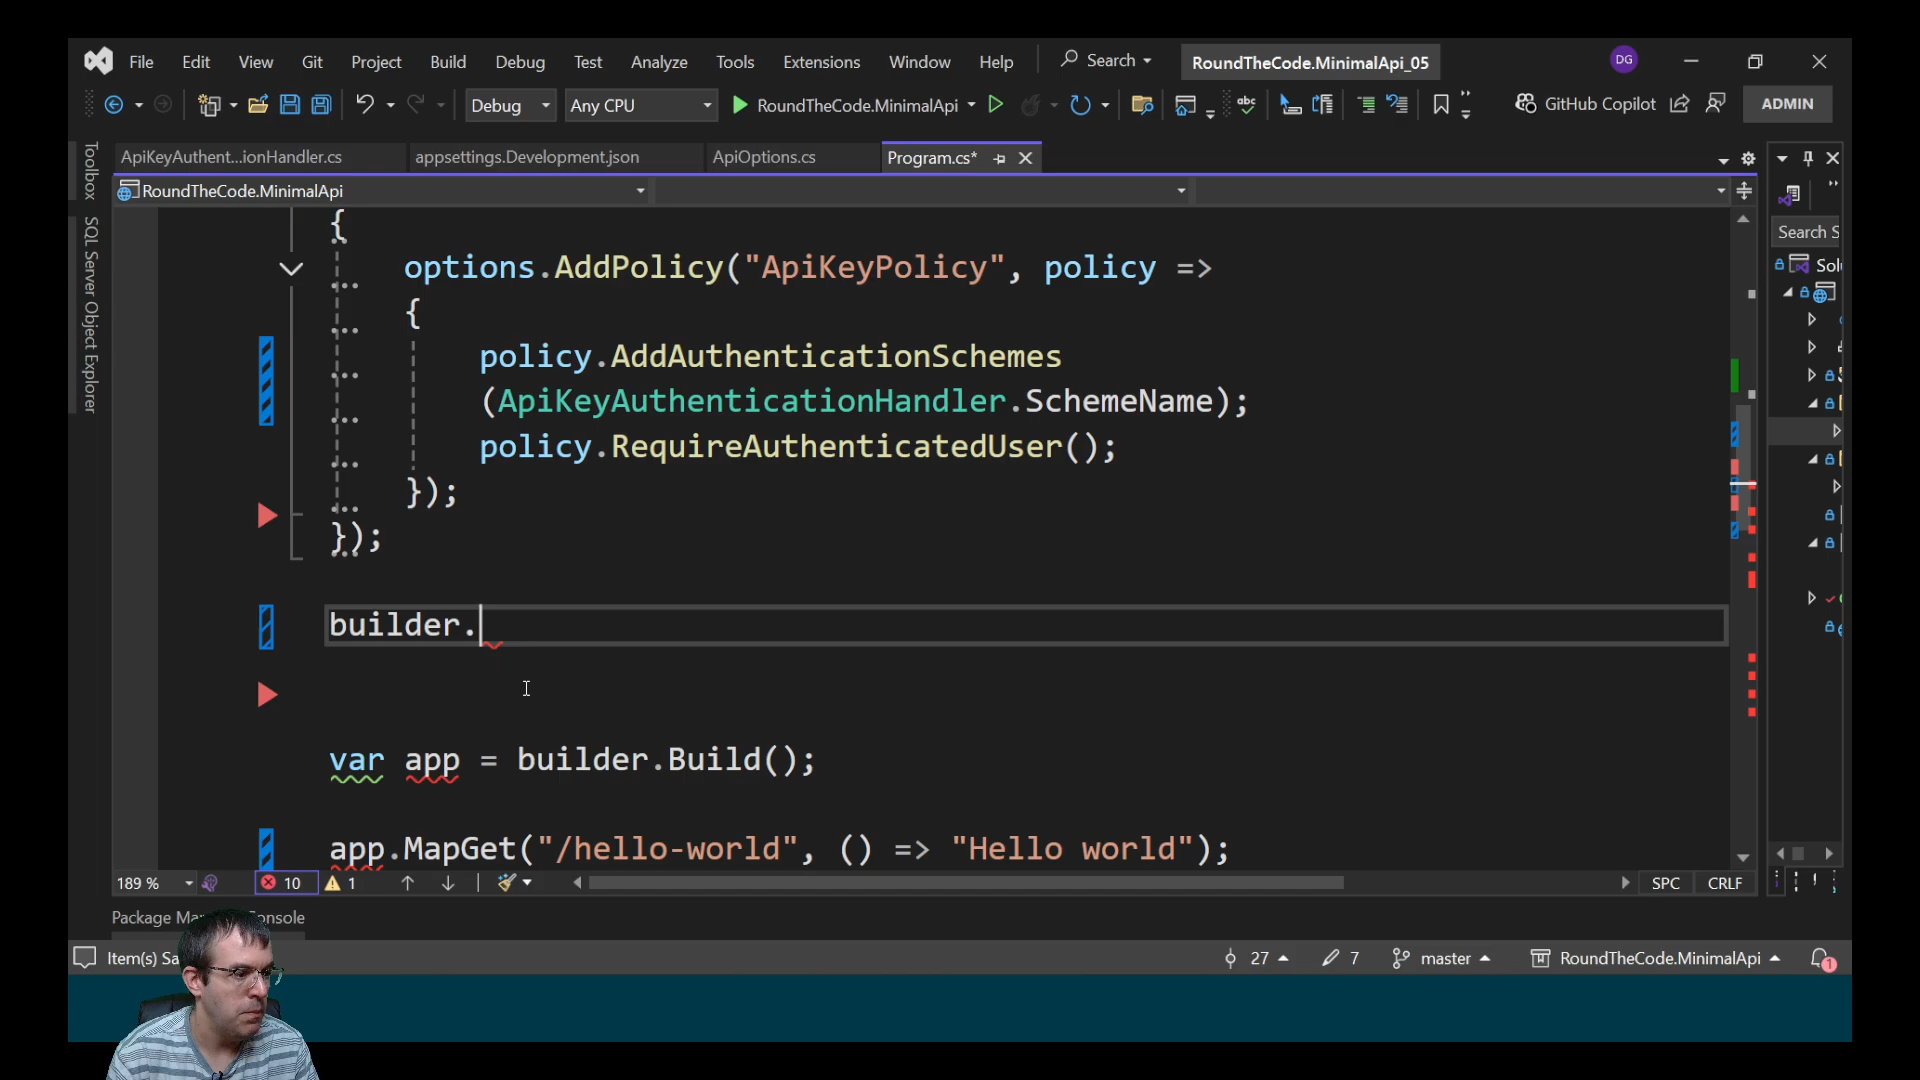 File Edit View Git Project Build Debug Test Analyze Tools Extensions Window Help Search RoundTheCode.MinimalApi_05 DG
Debug Any CPU RoundTheCode.MinimalApi GitHub Copilot ADMIN
Toolbox
SQL Server Object Explorer
ApiKeyAuthent...ionHandler.cs appsettings.Development.json ApiOptions.cs Program.cs*
RoundTheCode.MinimalApi
{
options.AddPolicy("ApiKeyPolicy", policy =>
{
policy.AddAuthenticationSchemes
(ApiKeyAuthenticationHandler.SchemeName);
policy.RequireAuthenticatedUser();
});
});
builder.
var app = builder.Build();
app.MapGet("/hello-world", () => "Hello world");
Search S
Sol
189 % 10 1 SPC CRLF
Package Ma onsole
Item(s) Sa 27 7 master RoundTheCode.MinimalApi 1